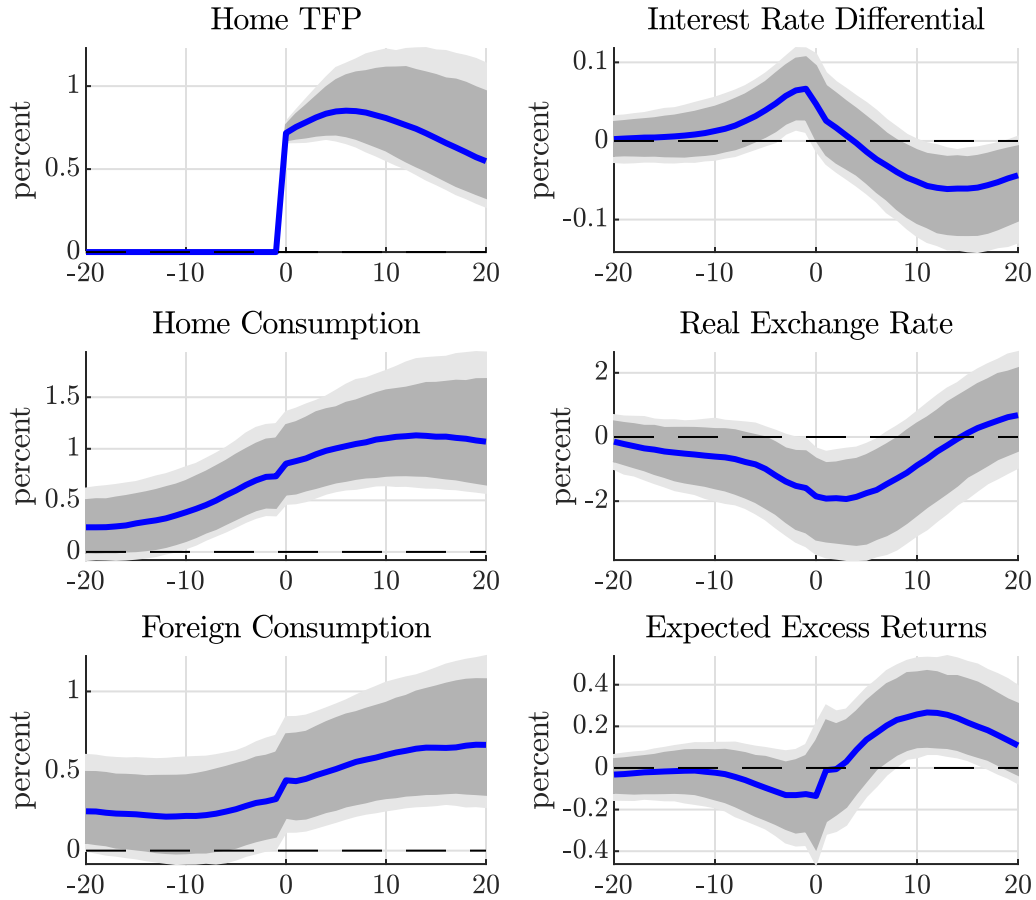 Home TFP
percent
1
0.5
0
-20 -10 0 10 20
Interest Rate Differential
percent
0.1
0
-0.1
-20 -10 0 10 20
Home Consumption
percent
1.5
1
0.5
0
-20 -10 0 10 20
Real Exchange Rate
percent
2
0
-2
-20 -10 0 10 20
Foreign Consumption
percent
1
0.5
0
-20 -10 0 10 20
Expected Excess Returns
percent
0.4
0.2
0
-0.2
-0.4
-20 -10 0 10 20